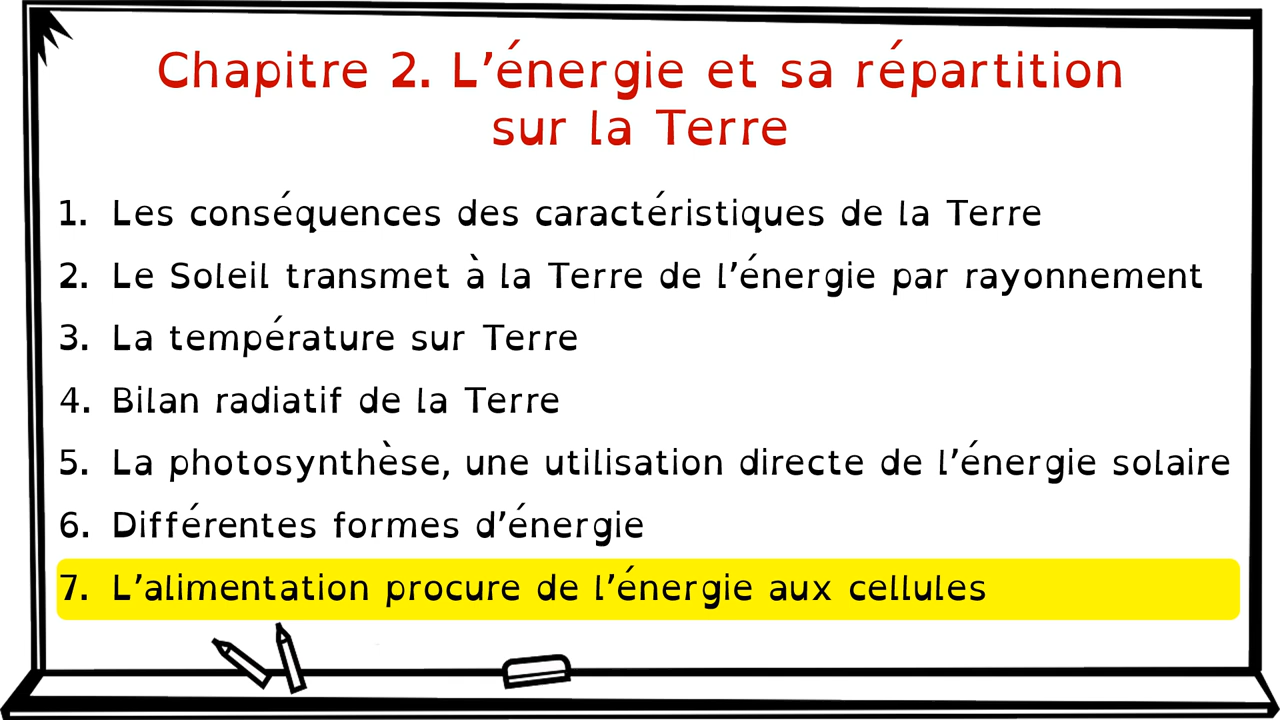 Chapitre 2. L’énergie et sa répartition
sur la Terre
1. Les conséquences des caractéristiques de la Terre
2. Le Soleil transmet à la Terre de l’énergie par rayonnement
3. La température sur Terre
4. Bilan radiatif de la Terre
5. La photosynthèse, une utilisation directe de l’énergie solaire
6. Différentes formes d’énergie
7. L’alimentation procure de l’énergie aux cellules